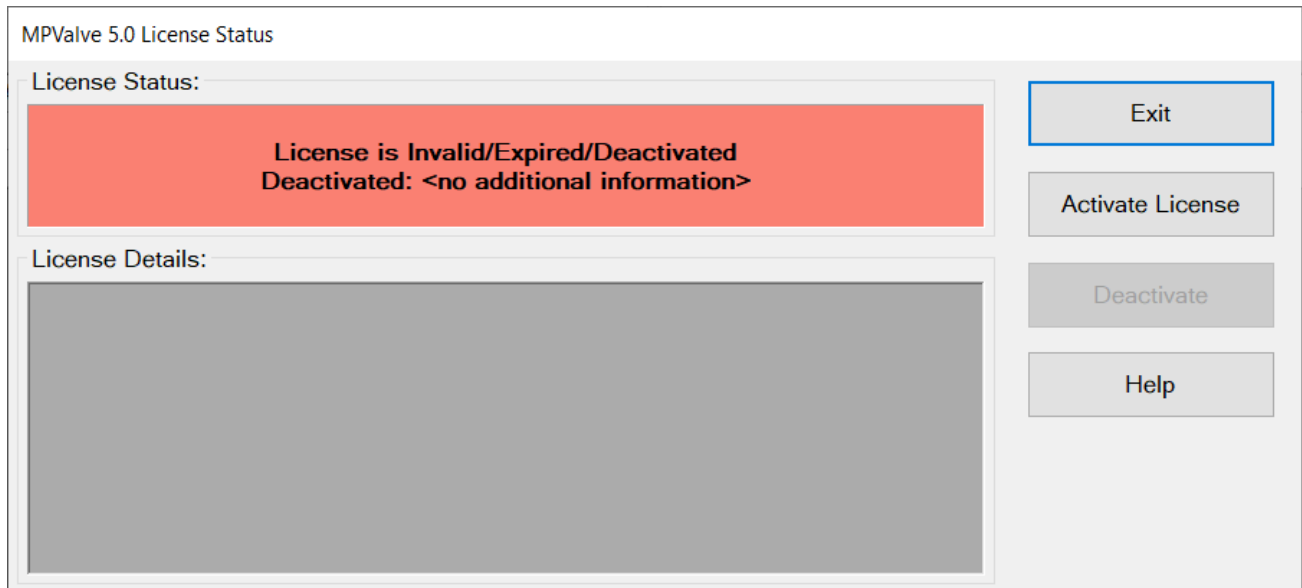 MPValve 5.0 License Status
License Status:
License is Invalid/Expired/Deactivated
Deactivated: <no additional information>
License Details:
Exit
Activate License
Deactivate
Help